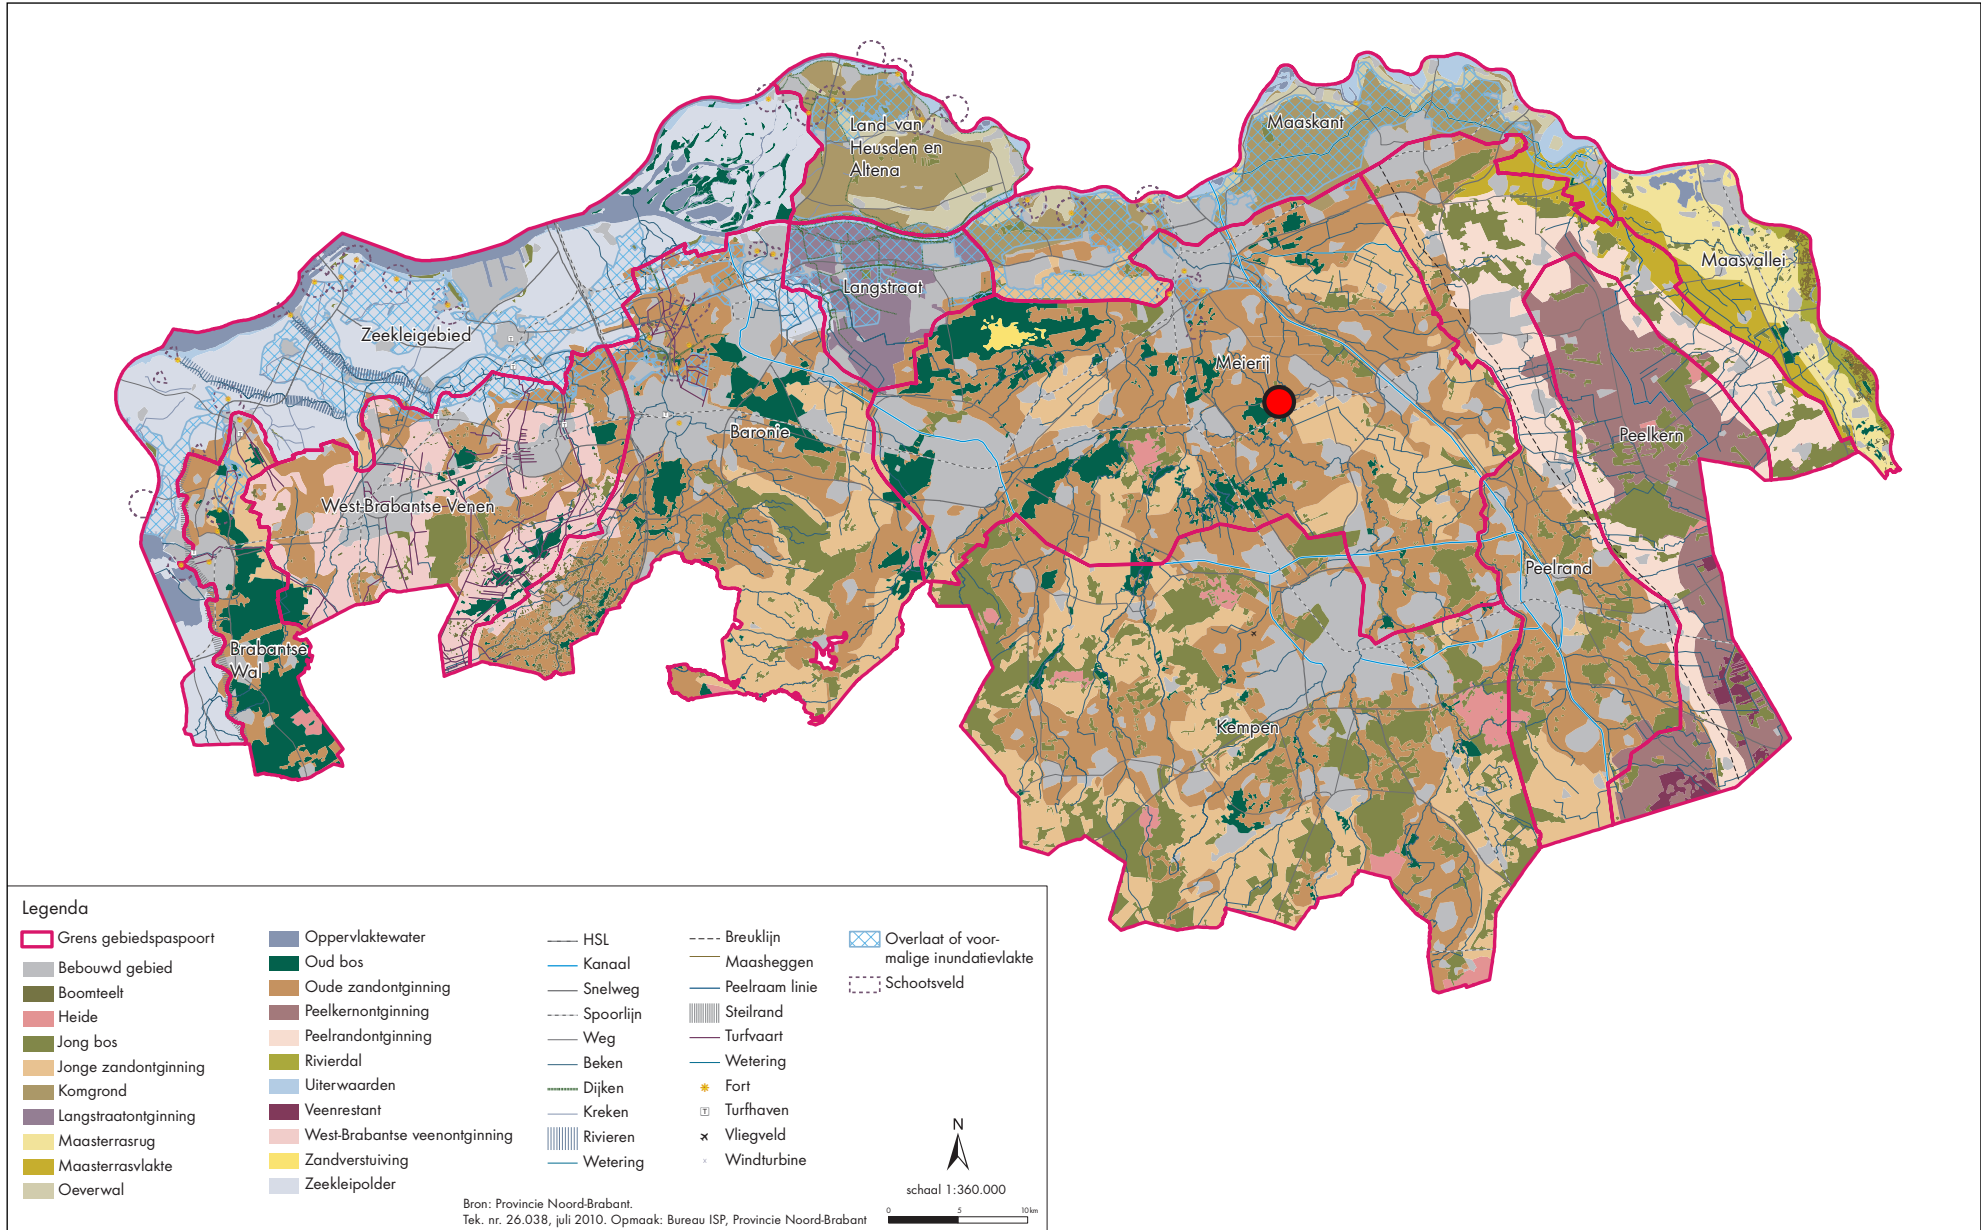 Land van
Heusden en
Altena
Maaskant
Maasvallei
Langstraat
Zeekleigebied
Meierij
Baronie
Peelkern
West-Brabantse Venen
Peelrand
Brabantse
Wal
Kempen
Legenda
Grens gebiedspaspoort
Bebouwd gebied
Boomteelt
Heide
Jong bos
Jonge zandontginning
Komgrond
Langstraatontginning
Maasterrasrug
Maasterrasvlakte
Oeverwal
Oppervlaktewater
Oud bos
Oude zandontginning
Peelkernontginning
Peelrandontginning
Rivierdal
Uiterwaarden
Veenrestant
West-Brabantse veenontginning
Zandverstuiving
Zeekleipolder
HSL
Kanaal
Snelweg
Spoorlijn
Weg
Beken
Dijken
Kreken
Rivieren
Wetering
Breuklijn
Maasheggen
Peelraam linie
Steilrand
Turfvaart
Wetering
Fort
T Turfhaven
Vliegveld
Windturbine
Overlaat of voor-
malige inundatievlakte
Schootsveld
N
schaal 1:360.000
0 5 10 km
Bron: Provincie Noord-Brabant.
Tek. nr. 26.038, juli 2010. Opmaak: Bureau ISP, Provincie Noord-Brabant